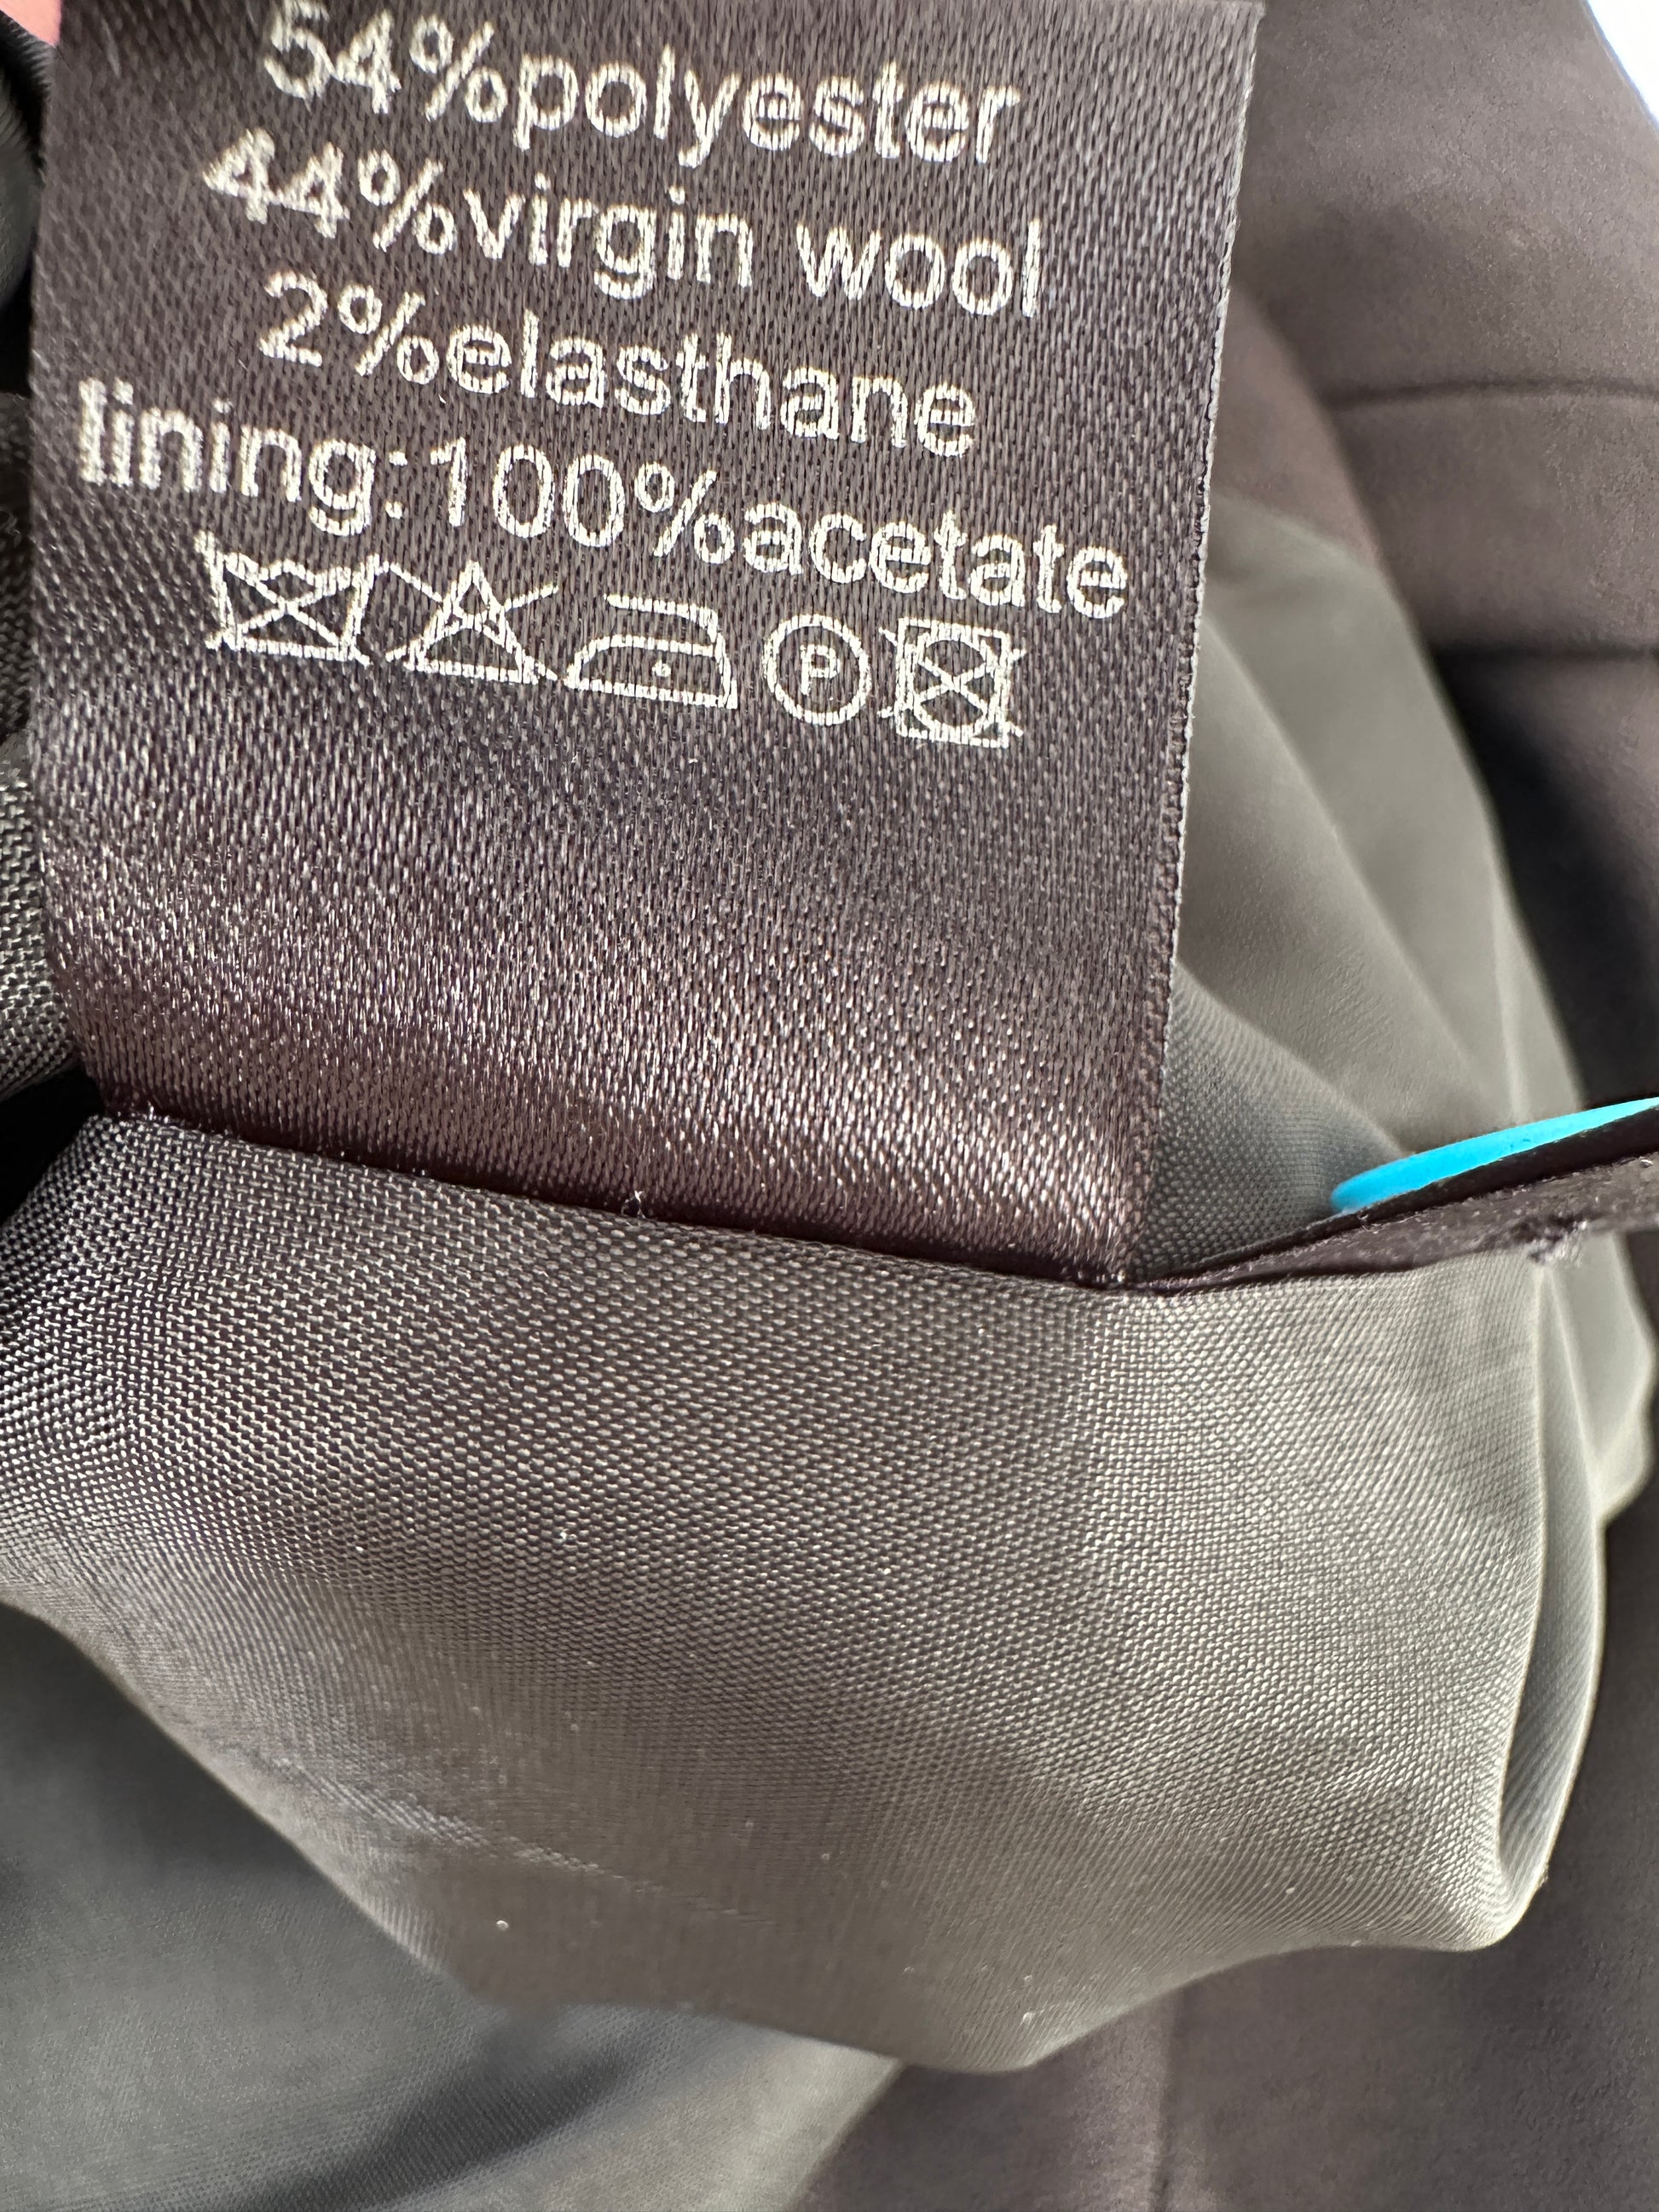 54%polyester
44%virgin wool
2%elasthane
lining:100%acetate
P